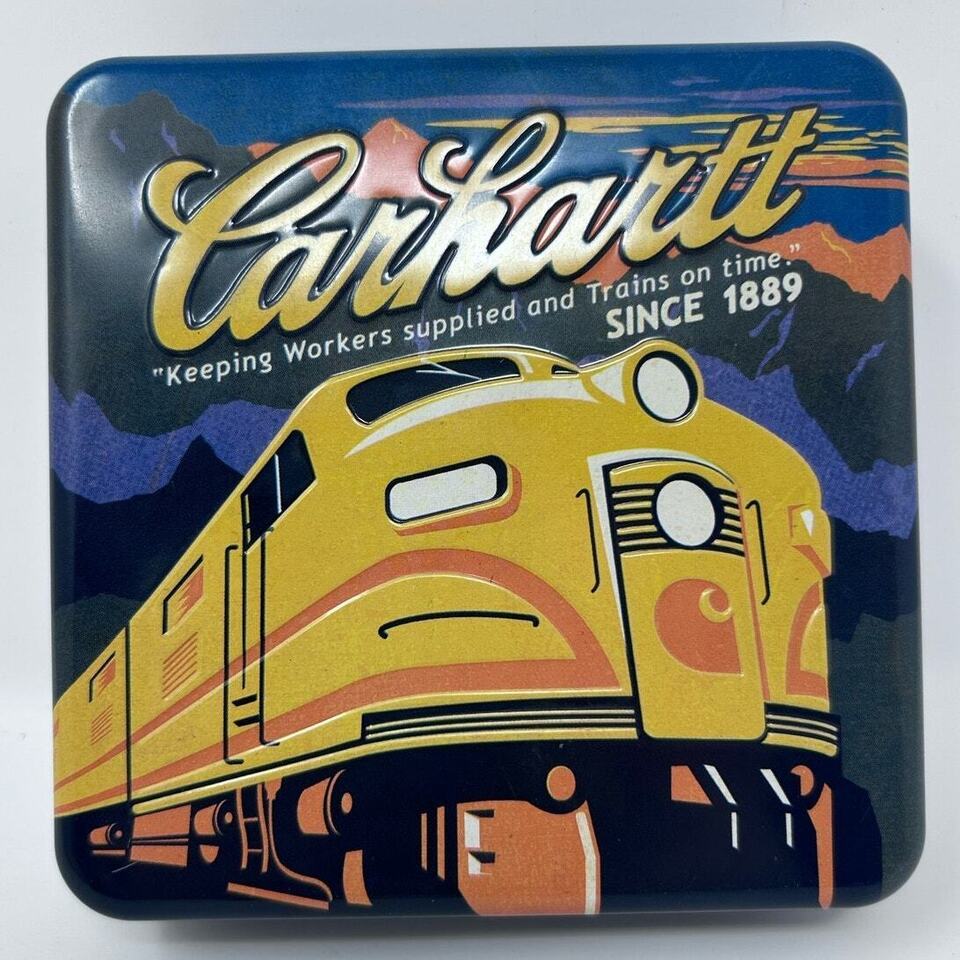 Carhartt
"Keeping Workers supplied and Trains on time."
SINCE 1889